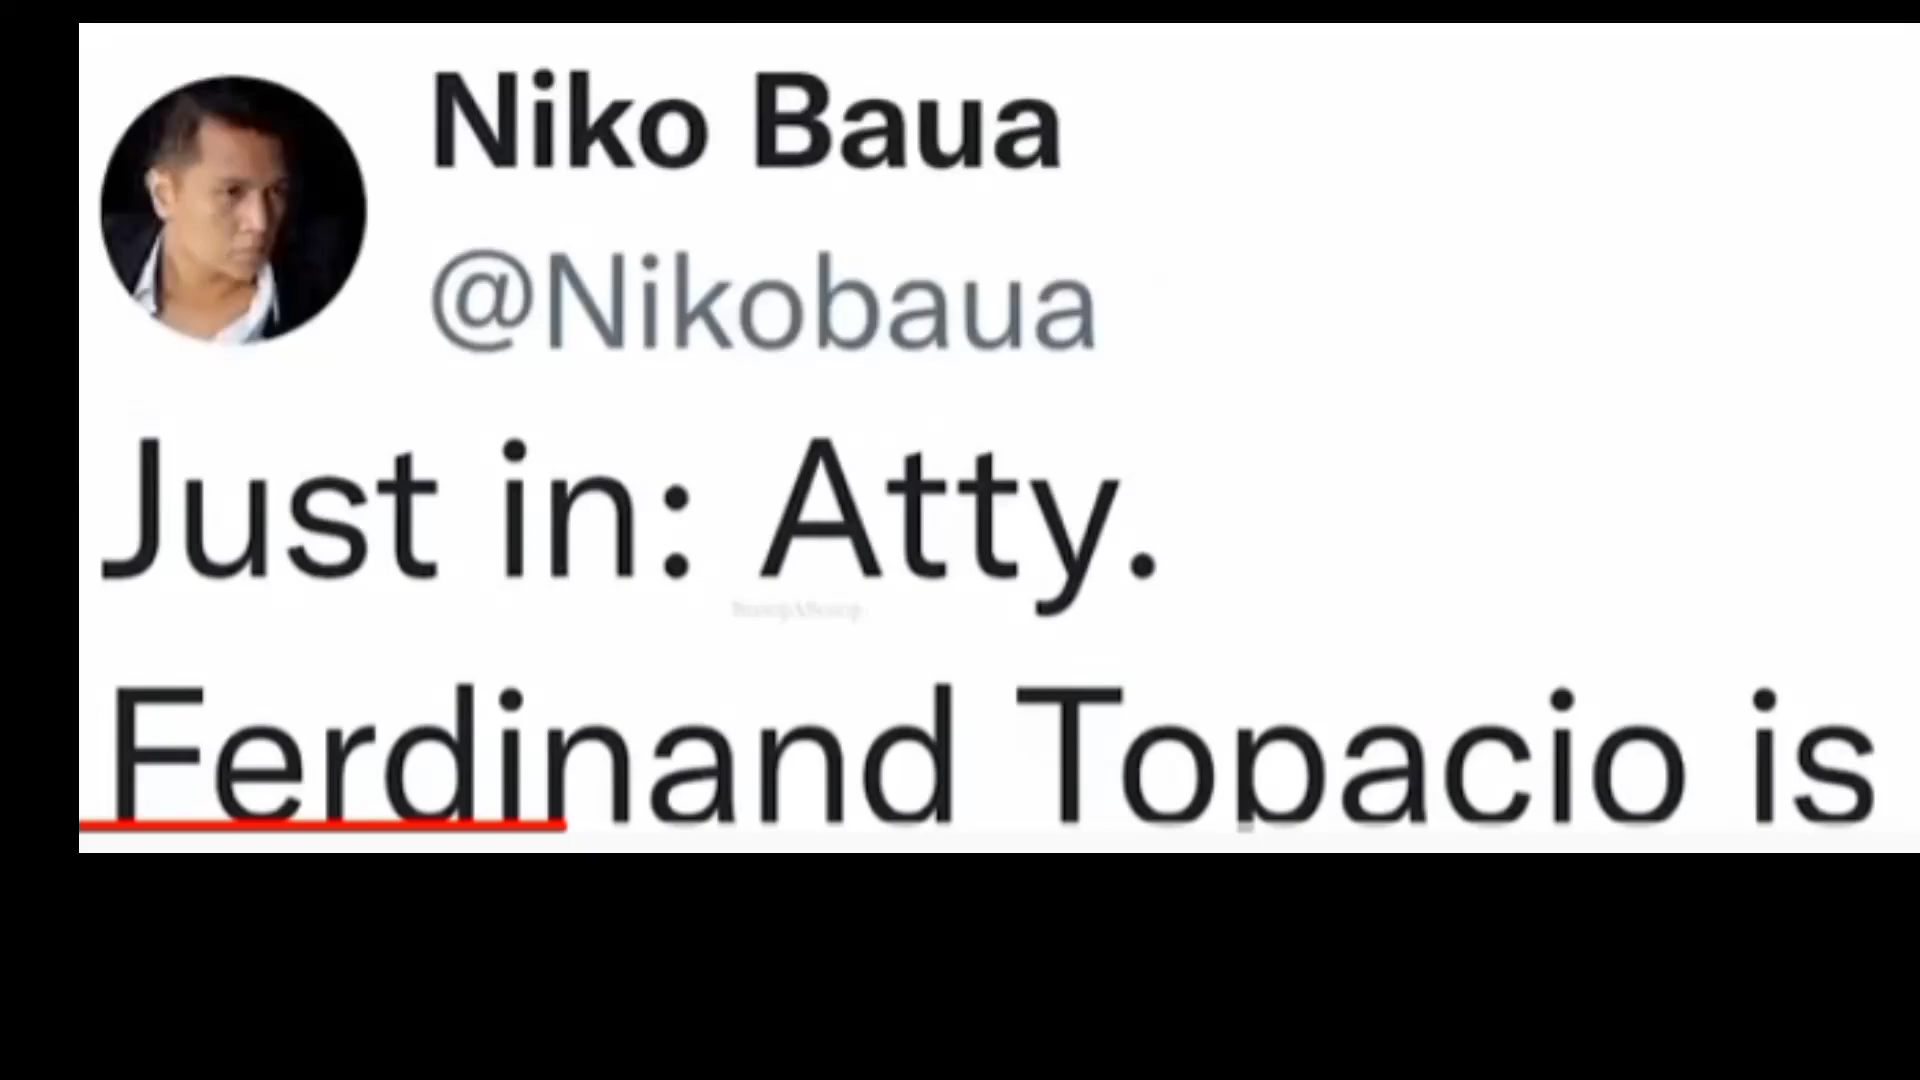 Niko Baua
@Nikobaua
Just in: Atty.
Ferdinand Topacio is